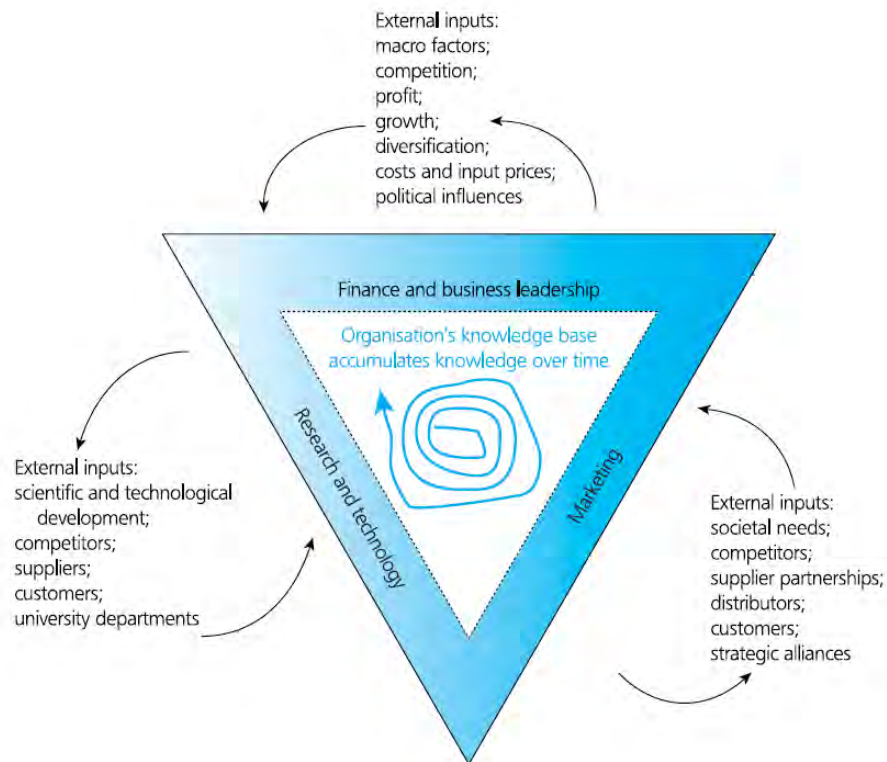 External inputs:
macro factors;
competition;
profit;
growth;
diversification;
costs and input prices;
political influences
Finance and business leadership
Organisation's knowledge base
accumulates knowledge over time
Research and technology
Marketing
External inputs:
scientific and technological
development;
competitors;
suppliers;
customers;
university departments
External inputs:
societal needs;
competitors;
supplier partnerships;
distributors;
customers;
strategic alliances